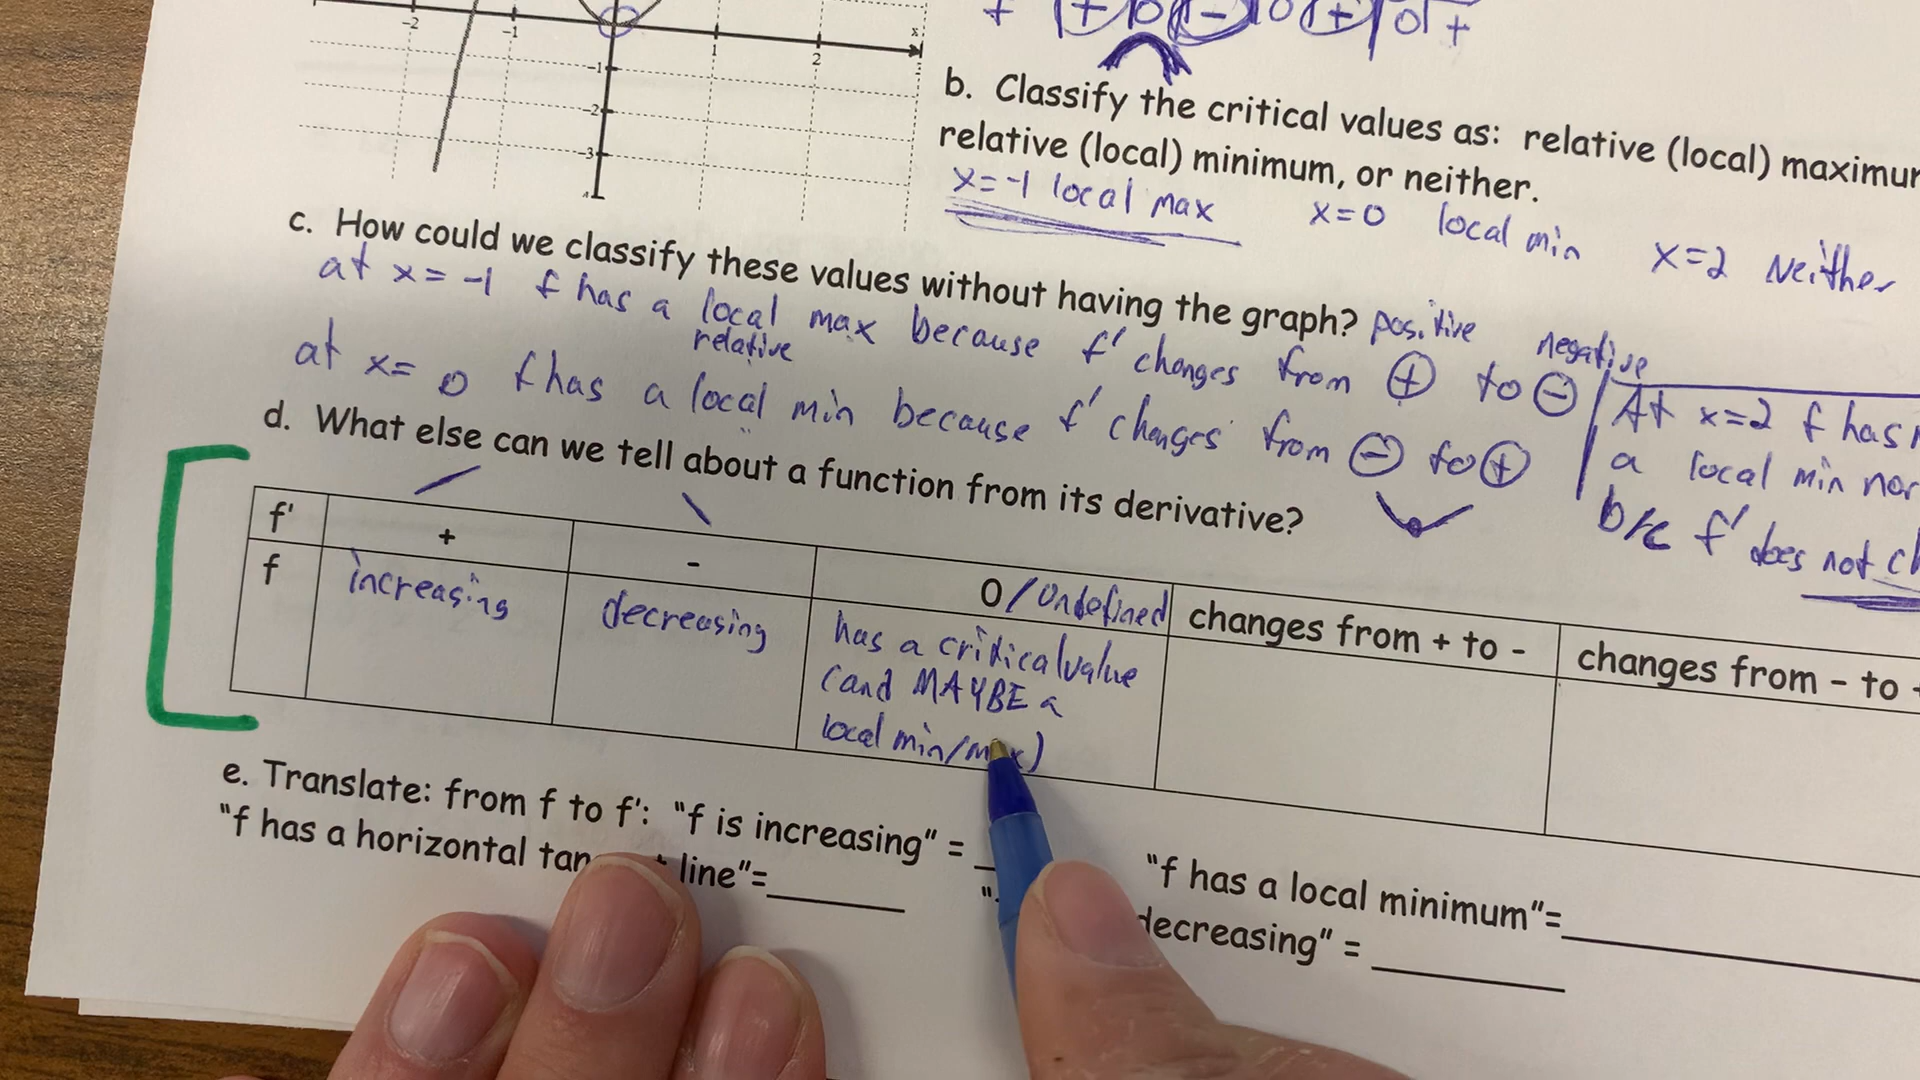 -2 -1 1 2 x
-1
-2
-3
+ | + | 0 | - | 0 | + | 0 | +
b. Classify the critical values as: relative (local) maximum
relative (local) minimum, or neither.
x=-1 local max x=0 local min x=2 Neither
c. How could we classify these values without having the graph?
positive negative
at x=-1 f has a local max because f' changes from + to -
relative
at x=0 f has a local min because f' changes from - to +
At x=2 f has
a local min nor
b/c f' does not
d. What else can we tell about a function from its derivative?
f' + - 0/Undefined changes from + to - changes from - to
f increasing decreasing has a critical value
(and MAYBE a
local min/max)
e. Translate: from f to f': "f is increasing" = "f has a local minimum"=
"f has a horizontal line"= decreasing" =